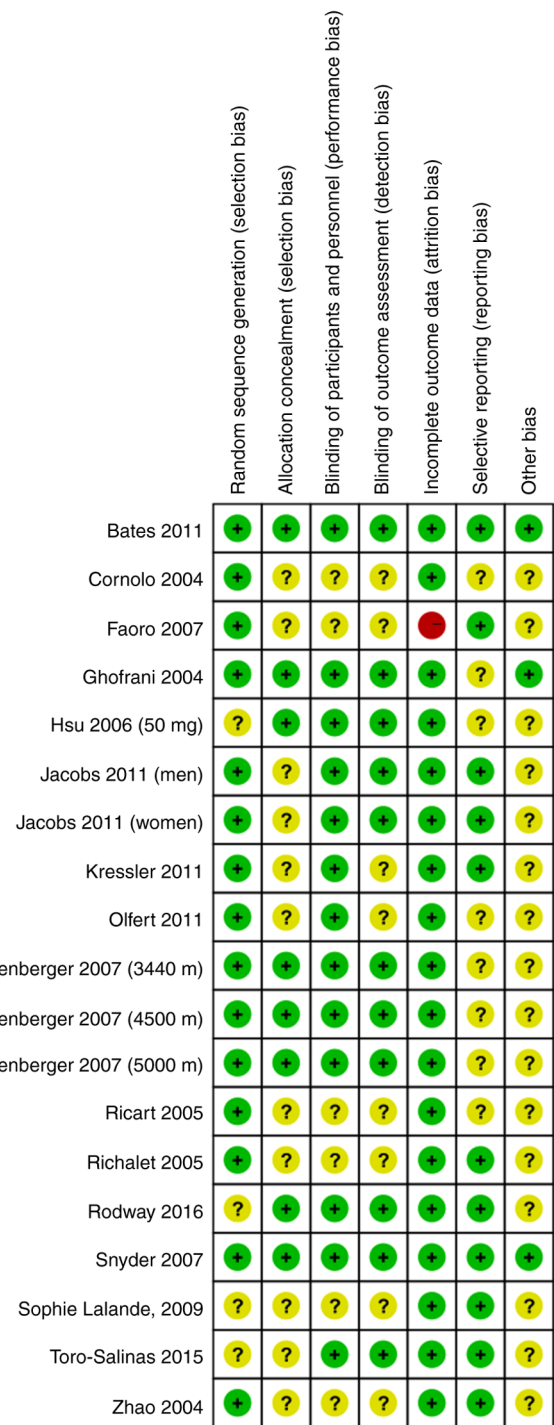 Random sequence generation (selection bias)
Allocation concealment (selection bias)
Blinding of participants and personnel (performance bias)
Blinding of outcome assessment (detection bias)
Incomplete outcome data (attrition bias)
Selective reporting (reporting bias)
Other bias
Bates 2011 + + + + + + +
Cornolo 2004 + ? ? ? + ? ?
Faoro 2007 + ? ? ? – + ?
Ghofrani 2004 + + + + + ? +
Hsu 2006 (50 mg) ? + + + + ? ?
Jacobs 2011 (men) + ? + + + + ?
Jacobs 2011 (women) + ? + + + + ?
Kressler 2011 + ? + ? + + ?
Olfert 2011 + ? + ? + ? ?
enberger 2007 (3440 m) + + + + + ? ?
enberger 2007 (4500 m) + + + + + ? ?
enberger 2007 (5000 m) + + + + + ? ?
Ricart 2005 + ? ? ? + ? ?
Richalet 2005 + ? ? ? + + ?
Rodway 2016 ? + + + + + ?
Snyder 2007 + + + + + + +
Sophie Lalande, 2009 ? ? ? ? + + ?
Toro-Salinas 2015 ? ? + + + + ?
Zhao 2004 + ? ? ? + + ?